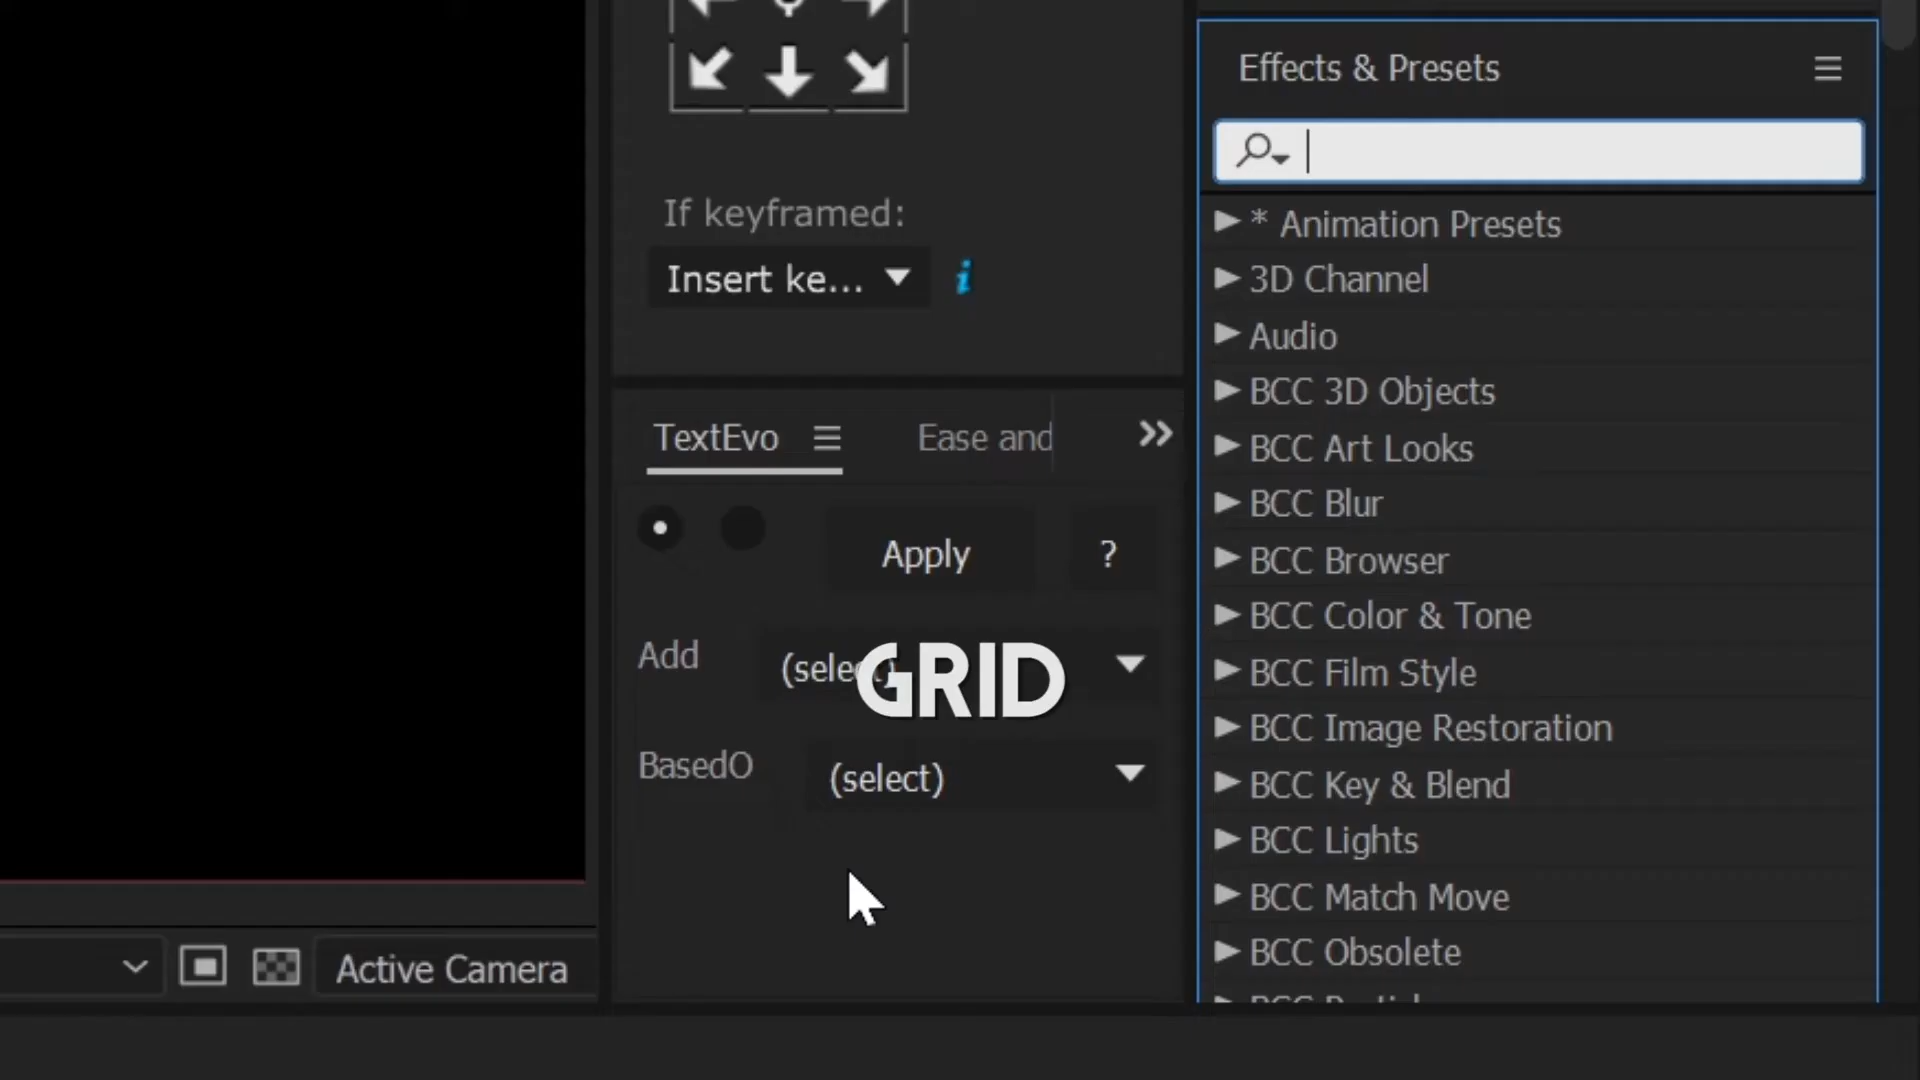 If keyframed:
Insert ke...
i
TextEvo
Ease and
Apply
?
Add
(select)
GRID
BasedO
(select)
Active Camera
Effects & Presets
* Animation Presets
3D Channel
Audio
BCC 3D Objects
BCC Art Looks
BCC Blur
BCC Browser
BCC Color & Tone
BCC Film Style
BCC Image Restoration
BCC Key & Blend
BCC Lights
BCC Match Move
BCC Obsolete